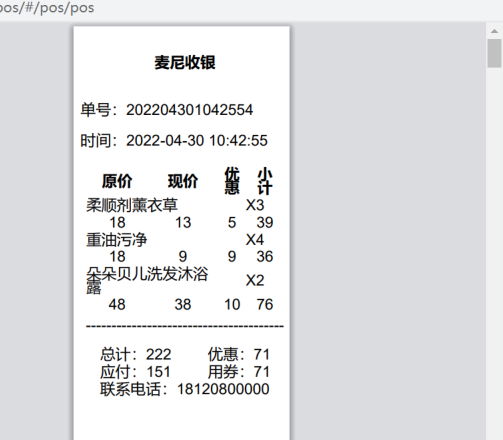 pos/#/pos/pos
麦尼收银
单号：202204301042554
时间：2022-04-30 10:42:55
原价 现价 优惠 小计
柔顺剂薰衣草 X3
18 13 5 39
重油污净 X4
18 9 9 36
朵朵贝儿洗发沐浴露 X2
48 38 10 76
--------------------------------------
总计：222 优惠：71
应付：151 用券：71
联系电话：18120800000